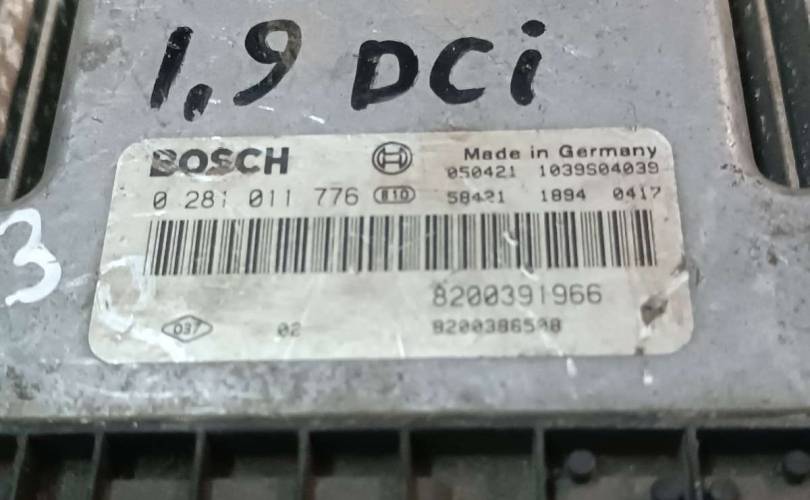 1,9 DCi
BOSCH
Made in Germany
050421 1039S04039
0 281 011 776 810 58421 1894 0417
8200391966
037 02 8200386508
3